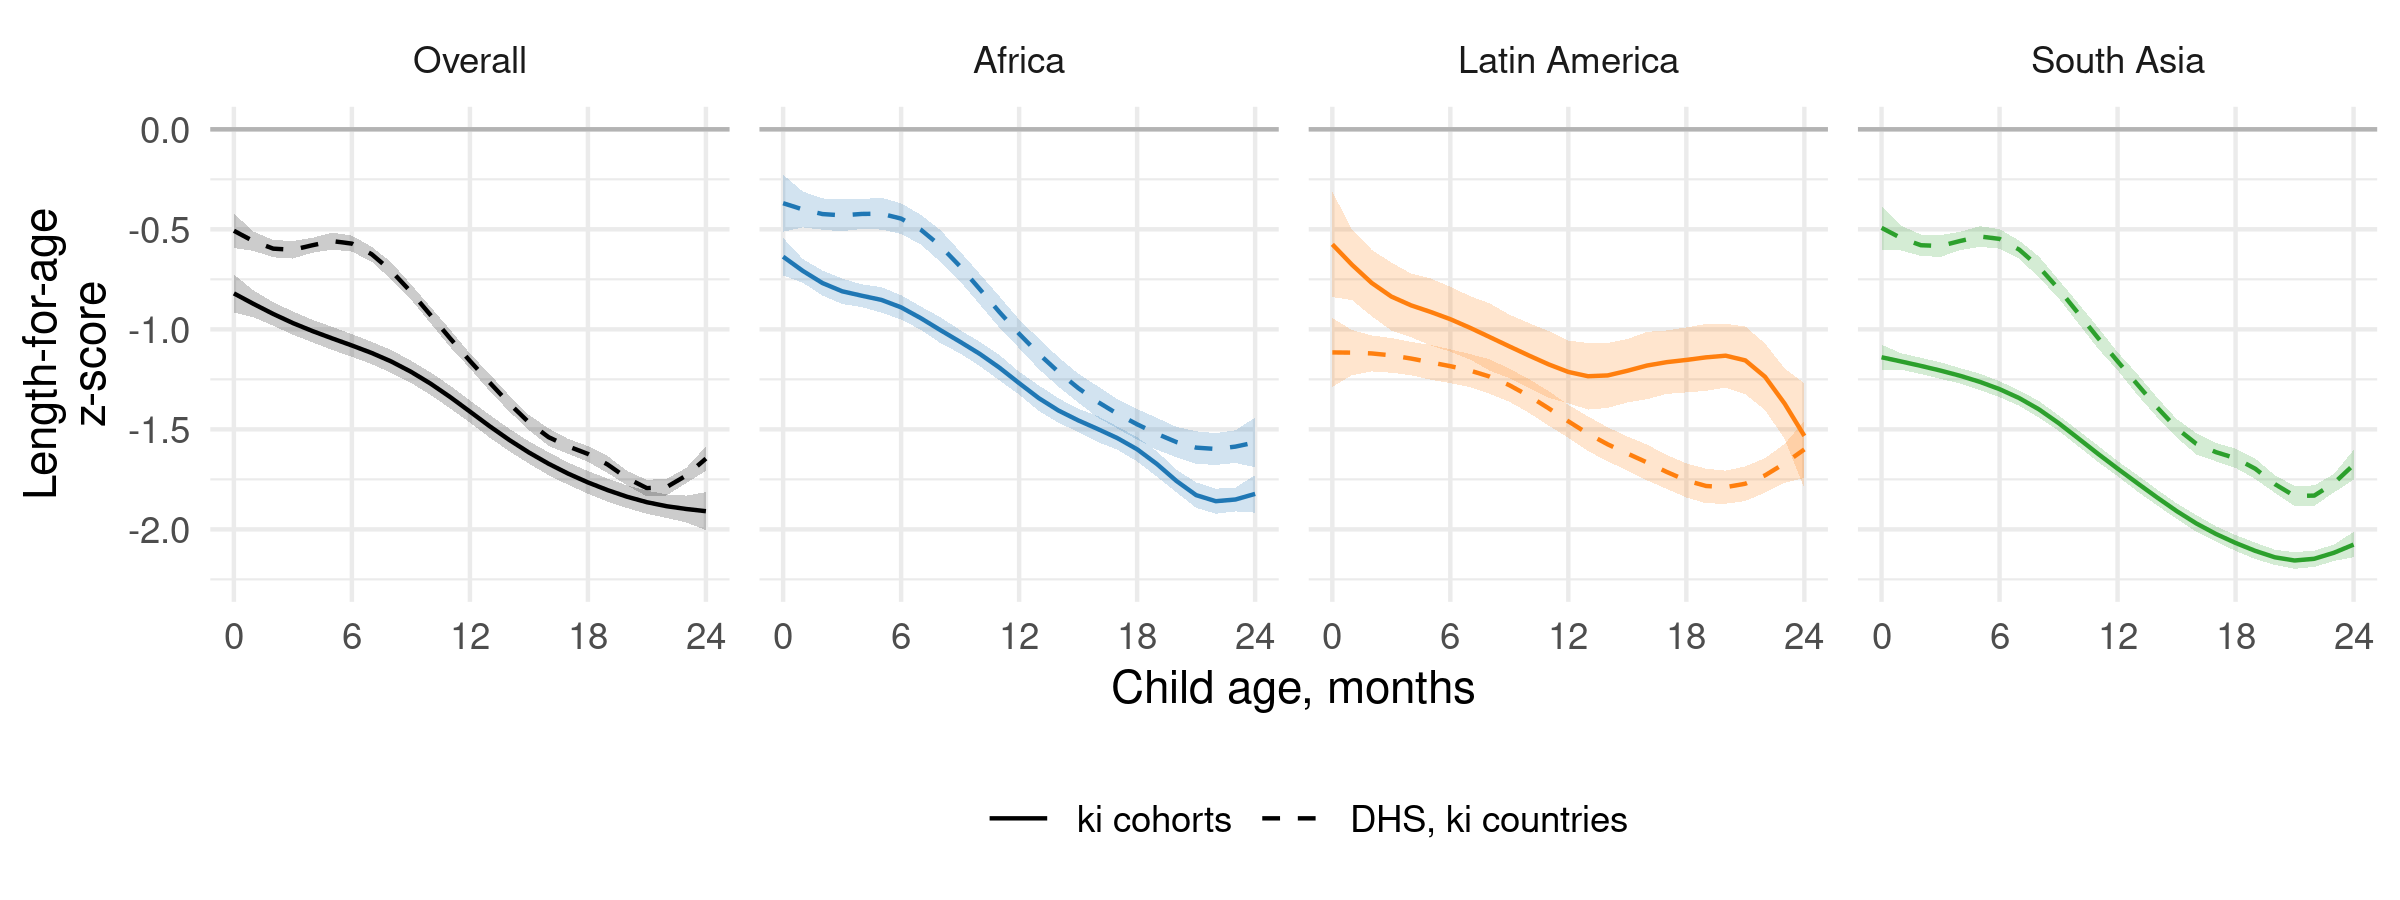 Overall Africa Latin America South Asia
Length-for-age
z-score
0.0
-0.5
-1.0
-1.5
-2.0
0 6 12 18 24 0 6 12 18 24 0 6 12 18 24 0 6 12 18 24
Child age, months
ki cohorts DHS, ki countries